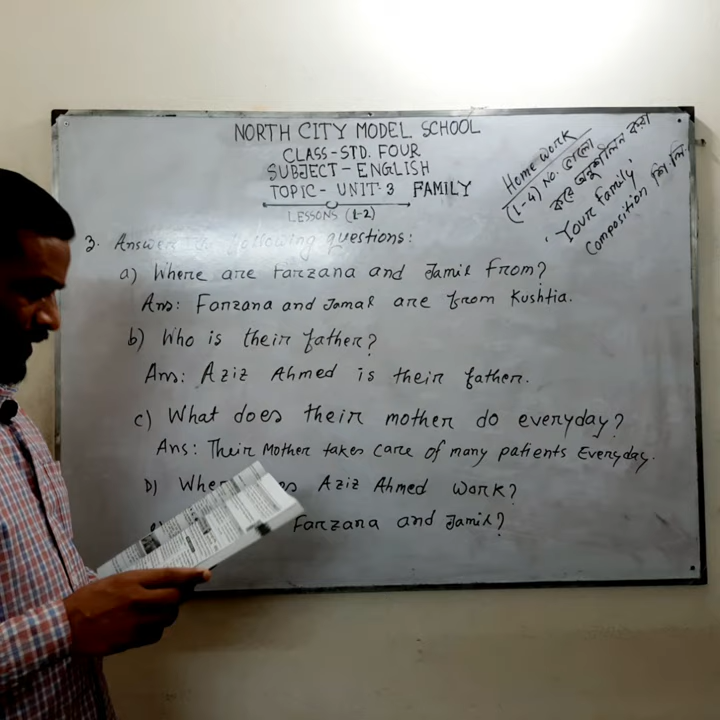 NORTH CITY MODEL SCHOOL
CLASS-STD. FOUR
SUBJECT-ENGLISH
TOPIC- UNIT-3 FAMILY
LESSONS (1-2)
Home work
(1-4) No. গুলো
করে অনুশীলন করা
'Your Family'
Composition লি
3. Answer the following questions:
a) Where are Farzana and Jamil From?
Ans: Farzana and Jamal are from Kushtia.
b) Who is their father?
Ans: Aziz Ahmed is their father.
c) What does their mother do everyday?
Ans: Their Mother takes care of many patients Everyday.
D) Aziz Ahmed work?
Farzana and Jamil?